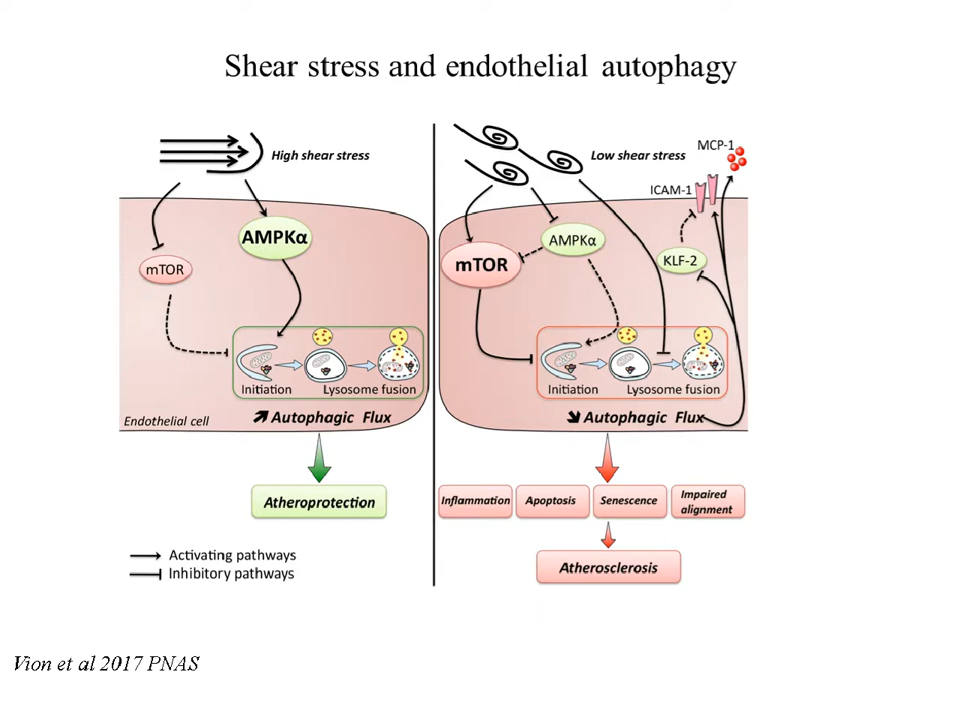 Shear stress and endothelial autophagy
High shear stress
AMPKα
mTOR
Initiation
Lysosome fusion
Endothelial cell
Autophagic Flux
Atheroprotection
Low shear stress
MCP-1
ICAM-1
AMPKα
mTOR
KLF-2
Initiation
Lysosome fusion
Autophagic Flux
Inflammation
Apoptosis
Senescence
Impaired
alignment
Atherosclerosis
Activating pathways
Inhibitory pathways
Vion et al 2017 PNAS